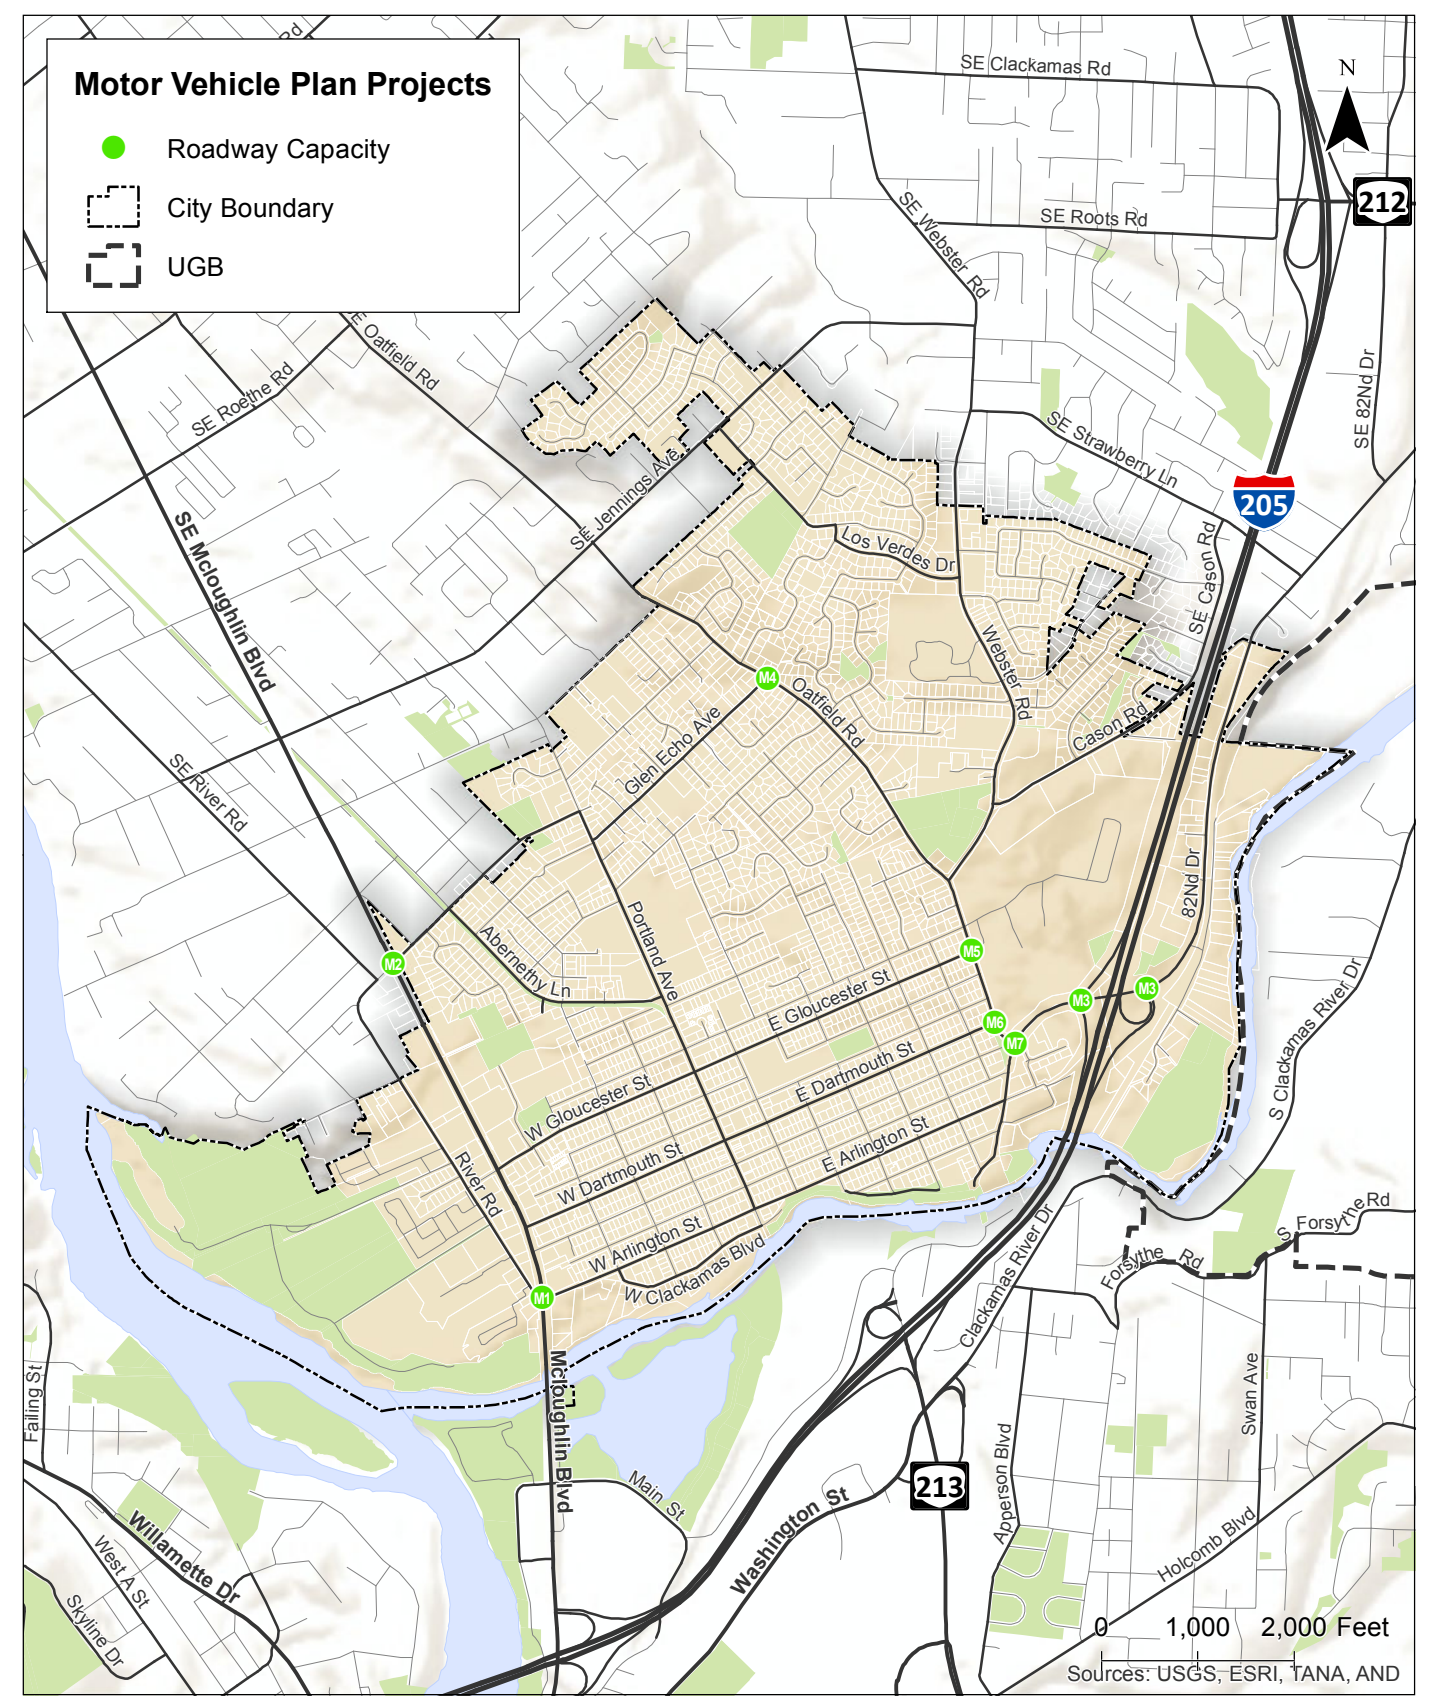 Motor Vehicle Plan Projects
Roadway Capacity
City Boundary
UGB
Rd
SE Clackamas Rd
N
212
SE Roots Rd
SE Webster Rd
E Oatfield Rd
SE Roethe Rd
SE 82Nd Dr
SE Strawberry Ln
SE Jennings Ave
205
SE Mcloughlin Blvd
Los Verdes Dr
SE Cason Rd
Webster Rd
M4
Oatfield Rd
Glen Echo Ave
Cason Rd
SE River Rd
82Nd Dr
Portland Ave
Abernethy Ln
M2
M5
E Gloucester St
M3
M3
M6
M7
S Clackamas River Dr
E Dartmouth St
W Gloucester St
E Arlington St
W Dartmouth St
River Rd
W Arlington St
W Clackamas Blvd
M1
Clackamas River Dr
Forsythe Rd
S Forsythe Rd
Mcloughlin Blvd
Failing St
Swan Ave
213
Main St
Apperson Blvd
Washington St
Holcomb Blvd
Willamette Dr
West A St
Skyline Dr
0 1,000 2,000 Feet
Sources: USGS, ESRI, TANA, AND